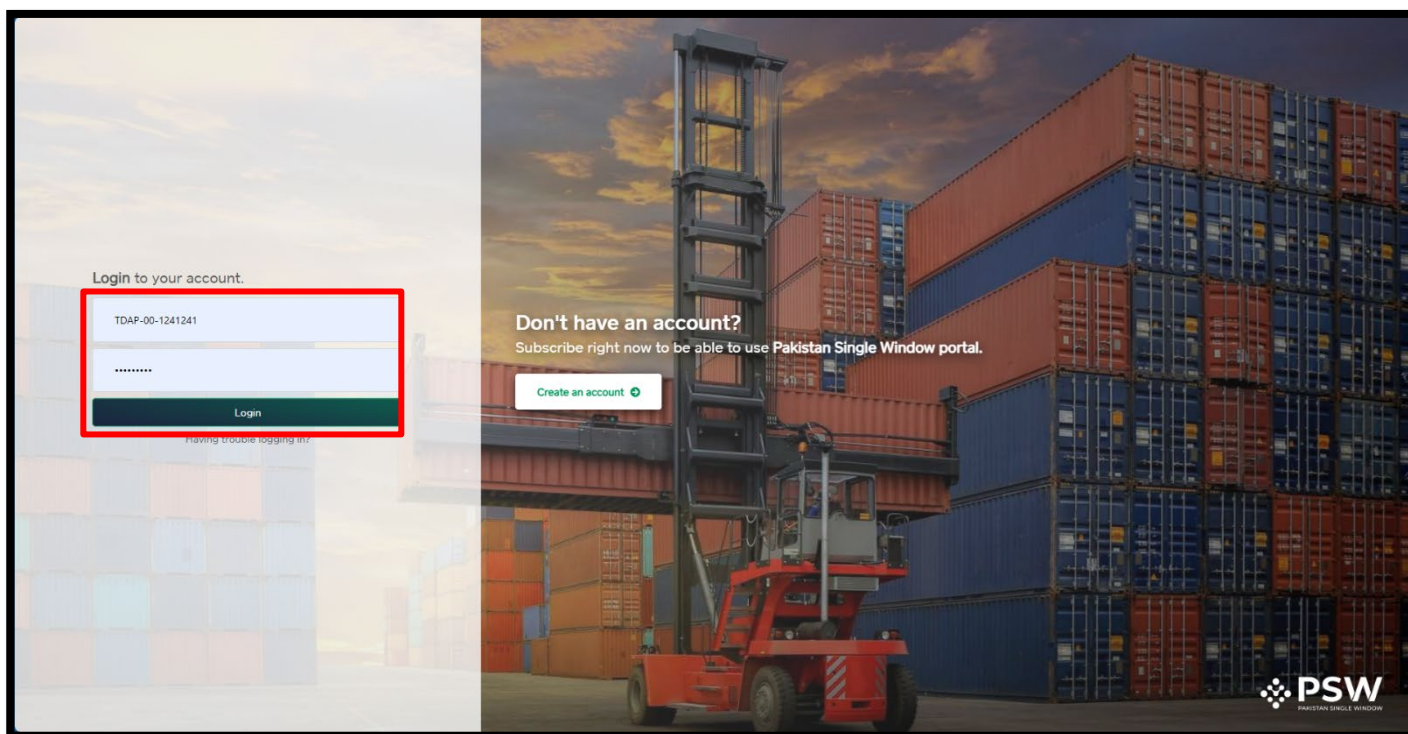 Login to your account.
TDAP-00-1241241
•••••••••
Login
Having trouble logging in?
Don't have an account?
Subscribe right now to be able to use Pakistan Single Window portal.
Create an account
PSW
PAKISTAN SINGLE WINDOW